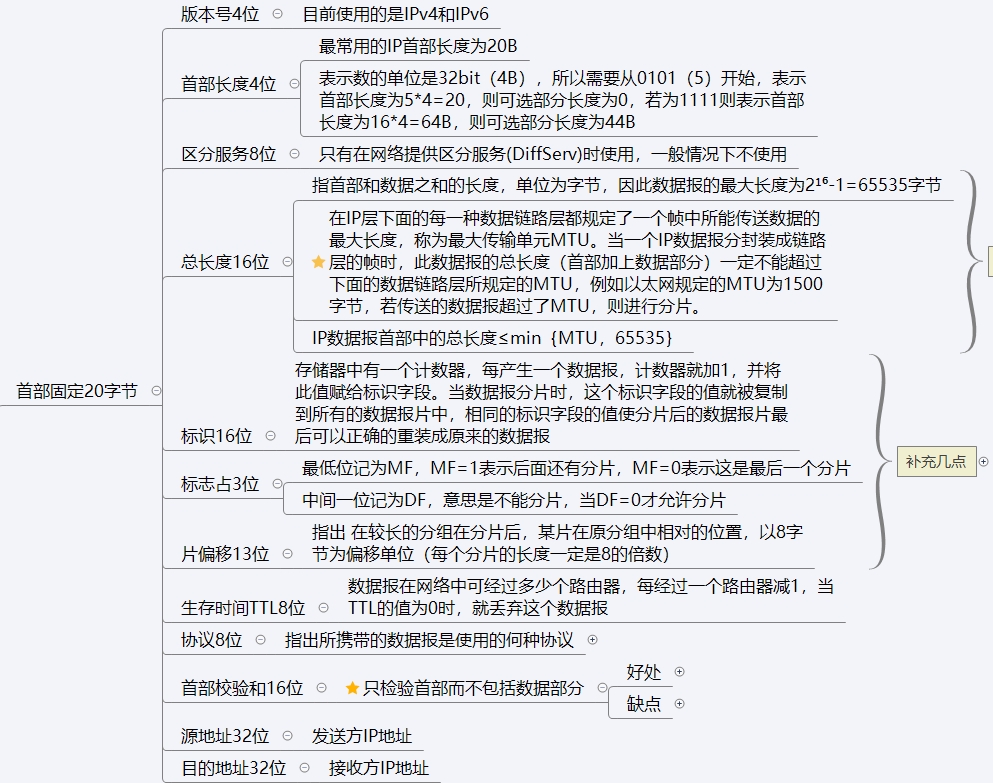 首部固定20字节
版本号4位
目前使用的是IPv4和IPv6
首部长度4位
最常用的IP首部长度为20B
表示数的单位是32bit（4B），所以需要从0101（5）开始，表示
首部长度为5*4=20，则可选部分长度为0，若为1111则表示首部
长度为16*4=64B，则可选部分长度为44B
区分服务8位
只有在网络提供区分服务(DiffServ)时使用，一般情况下不使用
总长度16位
指首部和数据之和的长度，单位为字节，因此数据报的最大长度为2¹⁶-1=65535字节
在IP层下面的每一种数据链路层都规定了一个帧中所能传送数据的
最大长度，称为最大传输单元MTU。当一个IP数据报分封装成链路
层的帧时，此数据报的总长度（首部加上数据部分）一定不能超过
下面的数据链路层所规定的MTU，例如以太网规定的MTU为1500
字节，若传送的数据报超过了MTU，则进行分片。
IP数据报首部中的总长度≤min｛MTU，65535｝
标识16位
存储器中有一个计数器，每产生一个数据报，计数器就加1，并将
此值赋给标识字段。当数据报分片时，这个标识字段的值就被复制
到所有的数据报片中，相同的标识字段的值使分片后的数据报片最
后可以正确的重装成原来的数据报
标志占3位
最低位记为MF，MF=1表示后面还有分片，MF=0表示这是最后一个分片
中间一位记为DF，意思是不能分片，当DF=0才允许分片
片偏移13位
指出 在较长的分组在分片后，某片在原分组中相对的位置，以8字
节为偏移单位（每个分片的长度一定是8的倍数）
补充几点
生存时间TTL8位
数据报在网络中可经过多少个路由器，每经过一个路由器减1，当
TTL的值为0时，就丢弃这个数据报
协议8位
指出所携带的数据报是使用的何种协议
首部校验和16位
只检验首部而不包括数据部分
好处
缺点
源地址32位
发送方IP地址
目的地址32位
接收方IP地址